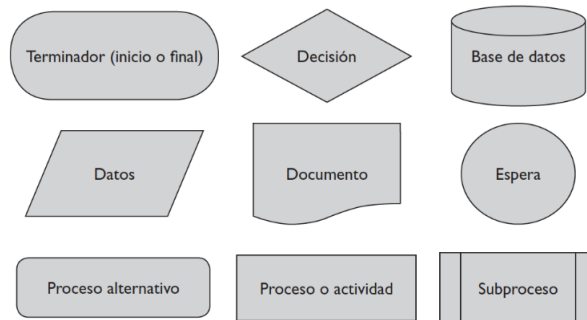 Terminador (inicio o final)
Decisión
Base de datos
Datos
Documento
Espera
Proceso alternativo
Proceso o actividad
Subproceso